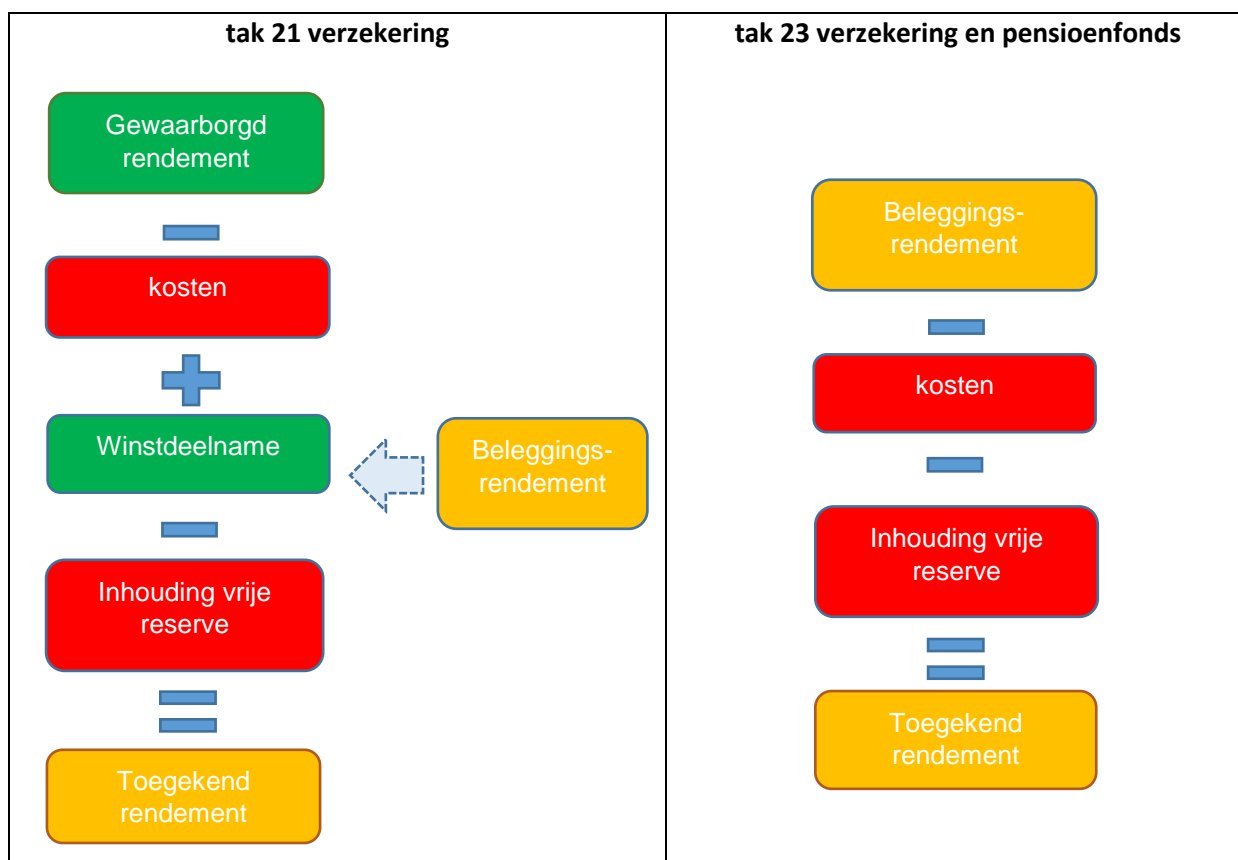 tak 21 verzekering
Gewaarborgd
rendement
kosten
Winstdeelname
Beleggings-
rendement
Inhouding vrije
reserve
Toegekend
rendement
tak 23 verzekering en pensioenfonds
Beleggings-
rendement
kosten
Inhouding vrije
reserve
Toegekend
rendement